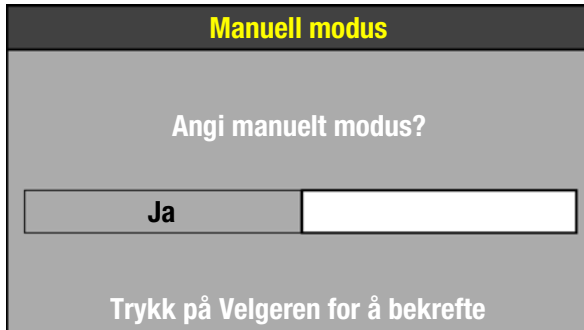 Manuell modus
Angi manuelt modus?
Ja
Trykk på Velgeren for å bekrefte